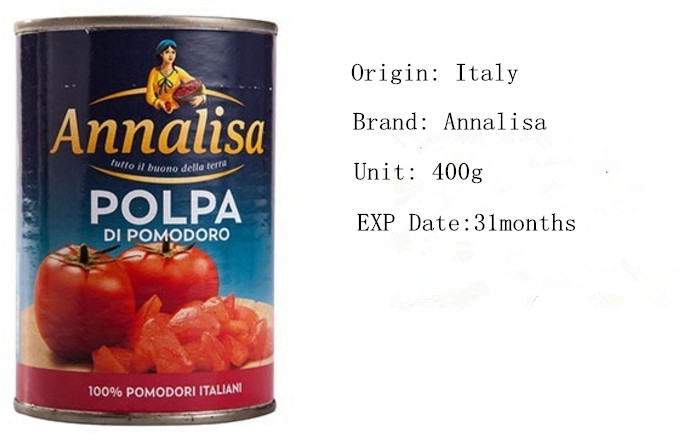 Annalisa
tutto il buono della terra
POLPA
DI POMODORO
100% POMODORI ITALIANI
Origin: Italy
Brand: Annalisa
Unit: 400g
EXP Date:31months